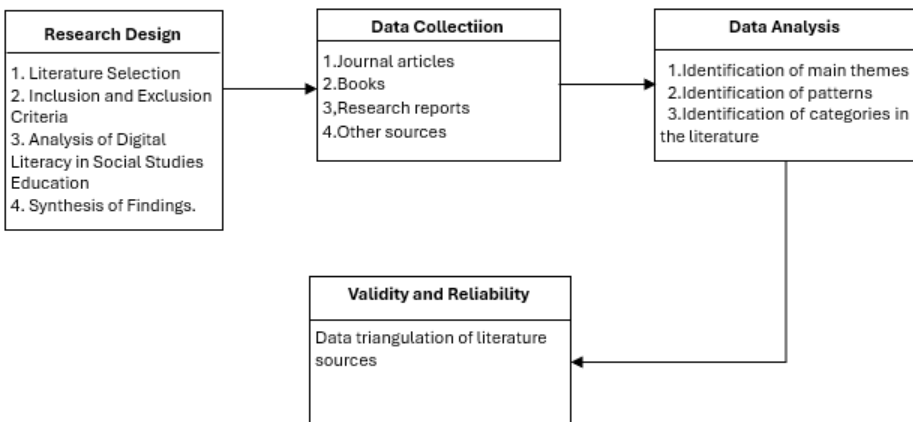 Research Design
1. Literature Selection
2. Inclusion and Exclusion
Criteria
3. Analysis of Digital
Literacy in Social Studies
Education
4. Synthesis of Findings.
Data Collectiion
1.Journal articles
2.Books
3,Research reports
4.Other sources
Data Analysis
1.Identification of main themes
2.Identification of patterns
3.Identification of categories in
the literature
Validity and Reliability
Data triangulation of literature
sources